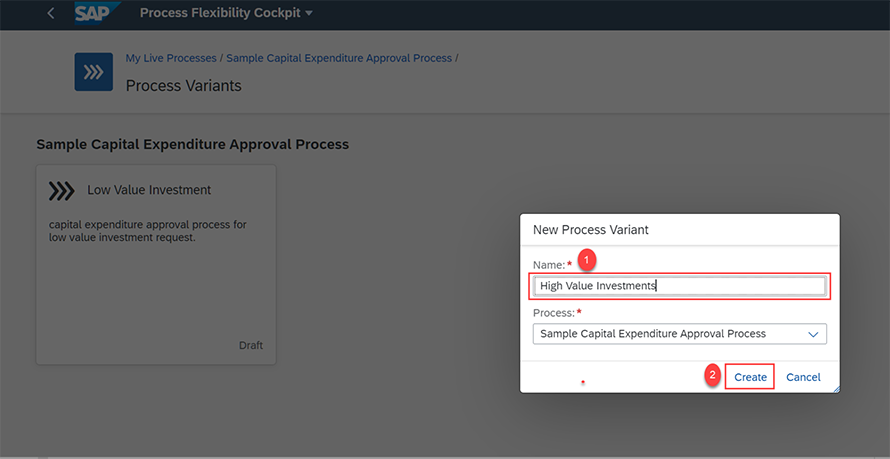 SAP Process Flexibility Cockpit
My Live Processes / Sample Capital Expenditure Approval Process /
Process Variants
Sample Capital Expenditure Approval Process
Low Value Investment
capital expenditure approval process for
low value investment request.
Draft
New Process Variant
Name: * 1
High Value Investments
Process: *
Sample Capital Expenditure Approval Process
2 Create Cancel